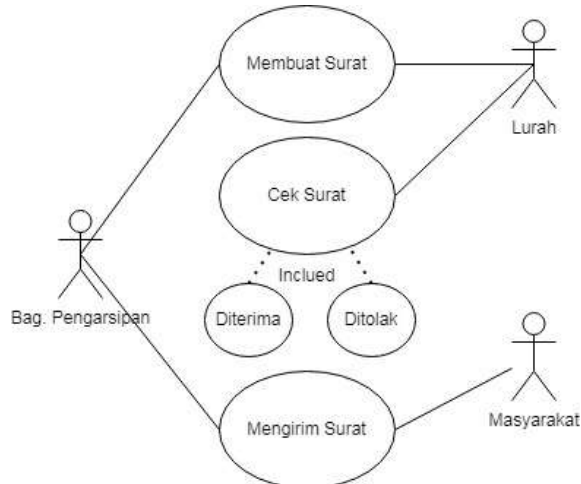 Membuat Surat
Lurah
Cek Surat
Inclued
Bag. Pengarsipan
Diterima
Ditolak
Masyarakat
Mengirim Surat